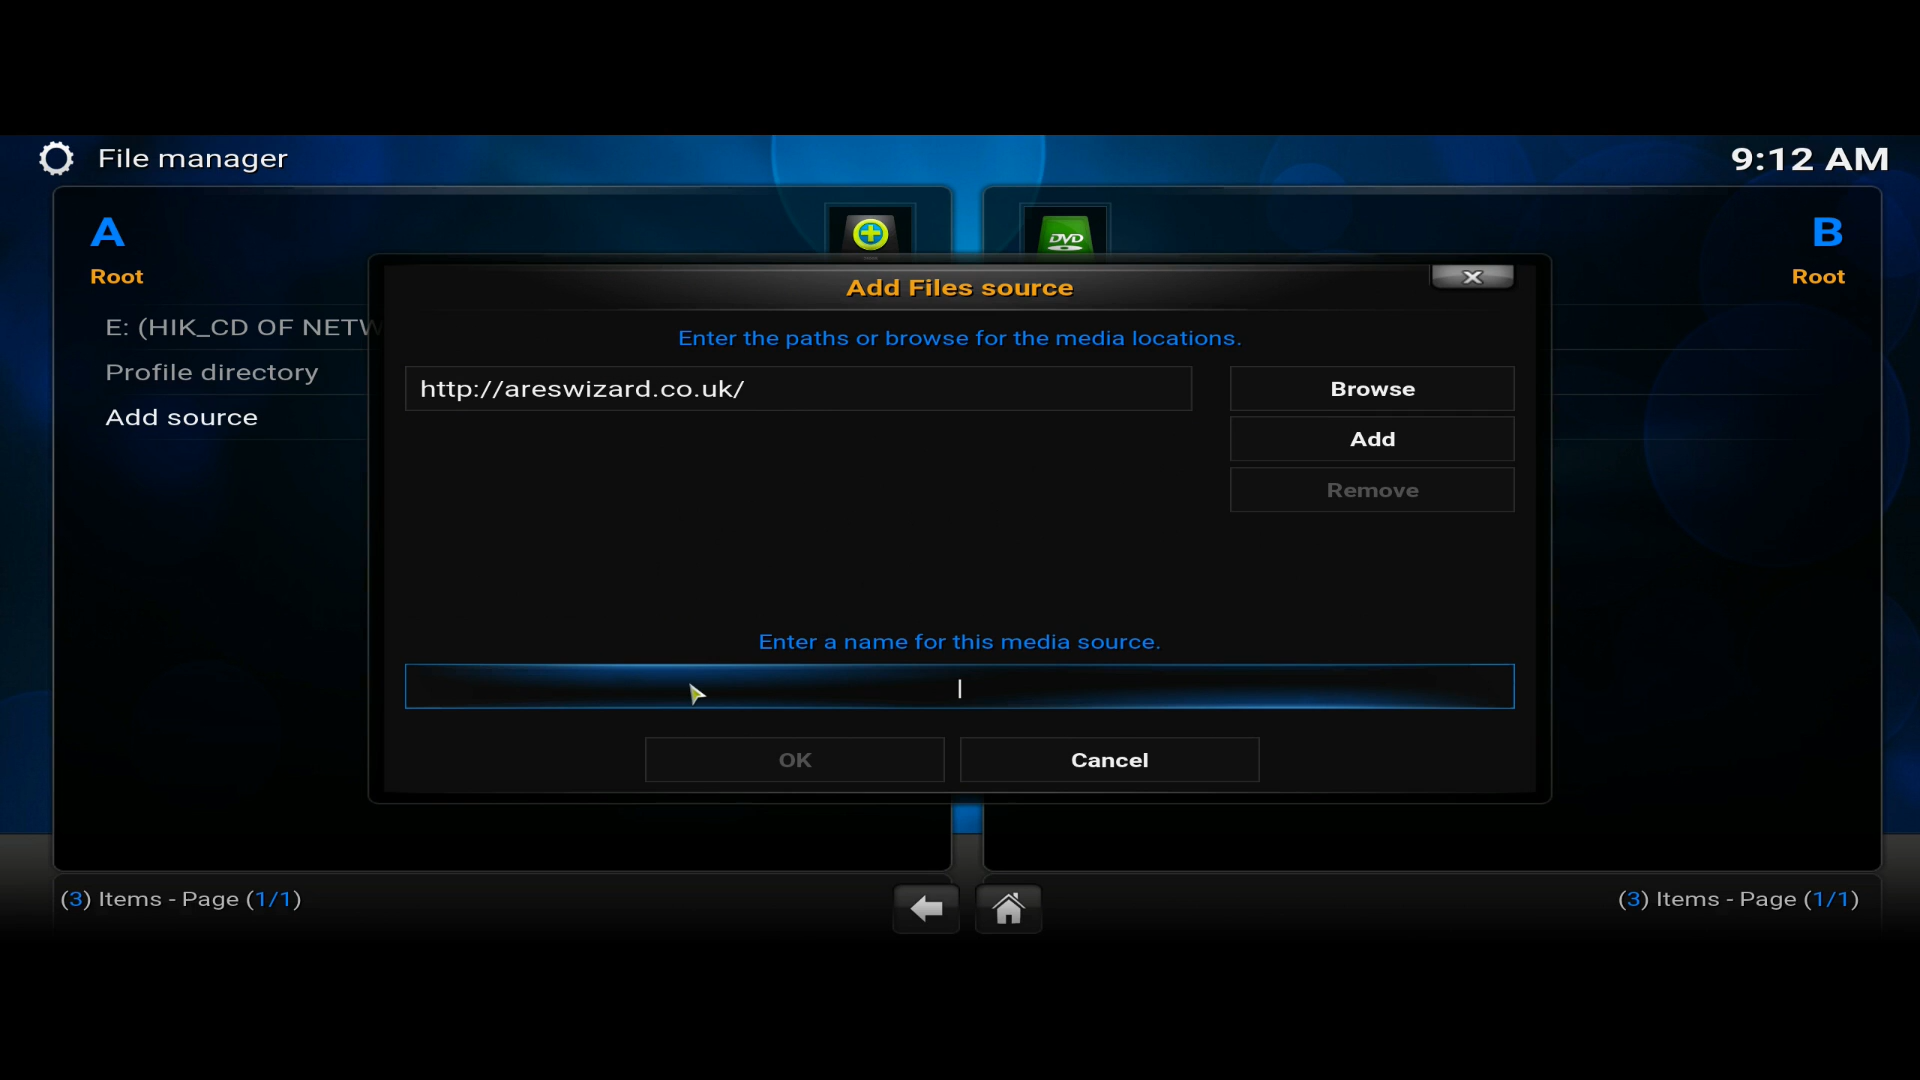 File manager
9:12 AM
A
B
DVD
Root
Root
Add Files source
E: (HIK_CD OF NETW
Enter the paths or browse for the media locations.
Profile directory
http://areswizard.co.uk/
Browse
Add source
Add
Remove
Enter a name for this media source.
OK
Cancel
(3) Items - Page (1/1)
(3) Items - Page (1/1)